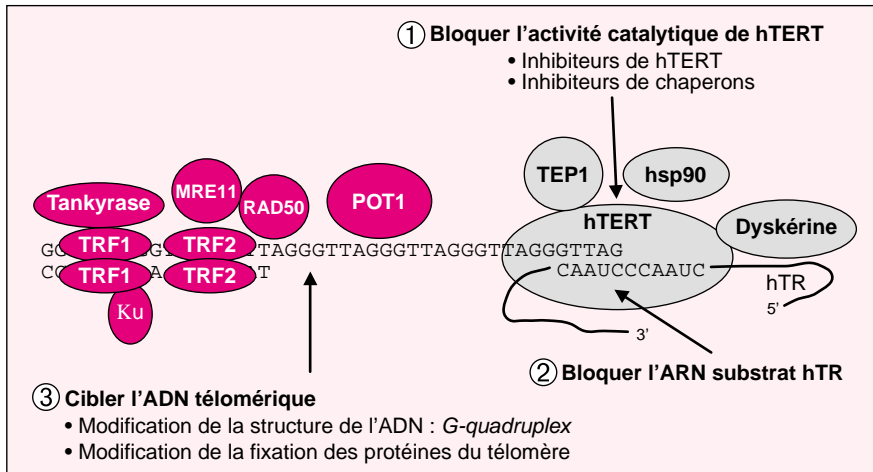 ① Bloquer l’activité catalytique de hTERT
• Inhibiteurs de hTERT
• Inhibiteurs de chaperons
TEP1
hsp90
MRE11
RAD50
POT1
Tankyrase
hTERT
Dyskérine
TRF1
TRF2
TTAGGGTTAGGGTTAGGGTTAGGGTTAG
TRF1
TRF2
CAAUCCCAAUC
hTR
5’
Ku
3’
② Bloquer l’ARN substrat hTR
③ Cibler l’ADN télomérique
• Modification de la structure de l’ADN : G-quadruplex
• Modification de la fixation des protéines du télomère